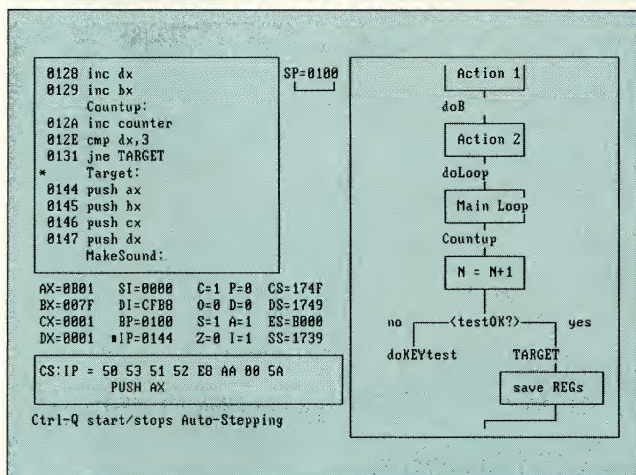 0128 inc dx
0129 inc bx
Countup:
012A inc counter
012E cmp dx,3
0131 jne TARGET
* Target:
0144 push ax
0145 push bx
0146 push cx
0147 push dx
MakeSound:
SP=0100
AX=0B01 SI=0000 C=1 P=0 CS=174F
BX=007F DI=CFB8 O=0 D=0 DS=1749
CX=0001 BP=0100 S=1 A=1 ES=B000
DX=0001 ▪IP=0144 Z=0 I=1 SS=1739
CS:IP = 50 53 51 52 E8 AA 00 5A
PUSH AX
Ctrl-Q start/stops Auto-Stepping
Action 1
doB
Action 2
doLoop
Main Loop
Countup
N = N+1
no <testOK?> yes
doKEYtest TARGET
save REGs